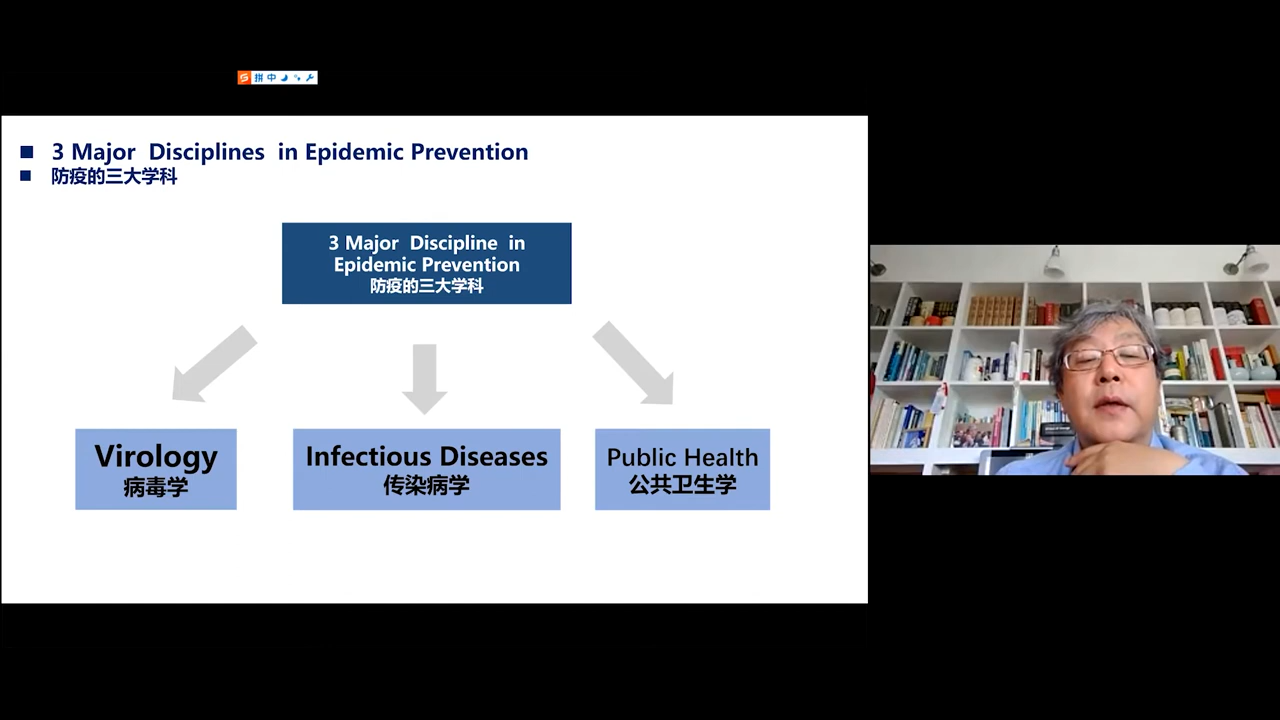 拼 中
3 Major Disciplines in Epidemic Prevention
防疫的三大学科
3 Major Discipline in
Epidemic Prevention
防疫的三大学科
Virology
病毒学
Infectious Diseases
传染病学
Public Health
公共卫生学